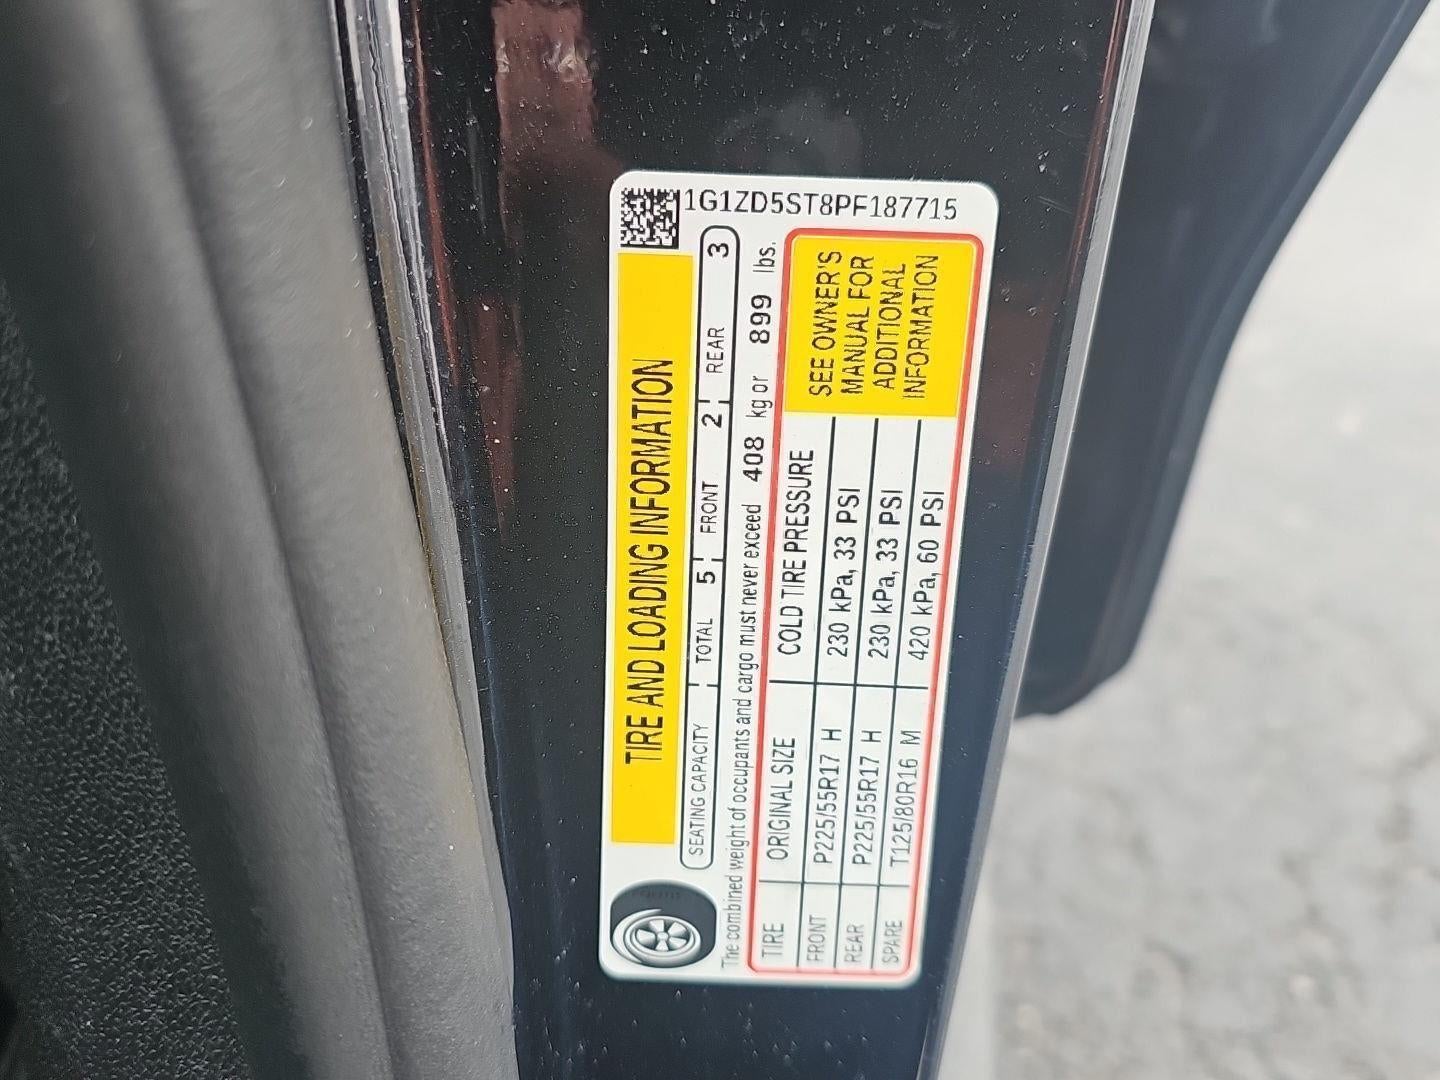 1G1ZD5ST8PF187715
TIRE AND LOADING INFORMATION
SEATING CAPACITY TOTAL 5 FRONT 2 REAR 3
The combined weight of occupants and cargo must never exceed 408 kg or 899 lbs.
TIRE ORIGINAL SIZE COLD TIRE PRESSURE
FRONT P225/55R17 H 230 kPa, 33 PSI
REAR P225/55R17 H 230 kPa, 33 PSI
SPARE T125/80R16 M 420 kPa, 60 PSI
SEE OWNER'S
MANUAL FOR
ADDITIONAL
INFORMATION